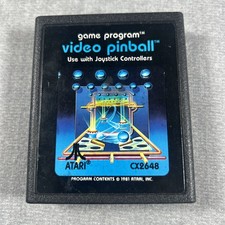 game program™
video pinball™
Use with Joystick Controllers
ATARI
CX2648
PROGRAM CONTENTS © 1981 ATARI, INC.